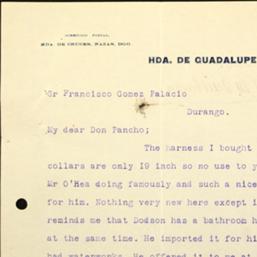 DIRECCION POSTAL,
HDA. DE CRUCES, NAZAS, DGO.
HDA. DE GUADALUPE
Sr Francisco Gomez Palacio
Durango.
My dear Don Pancho;
The harness I bought
collars are only 19 inch so no use to y
Mr O'Hea doing famously and such a nice
for him. Nothing very new here except i
reminds me that Dodson has a bathroom h
at the same time. He imported it for hi
bad waterworks. He offered it to me at